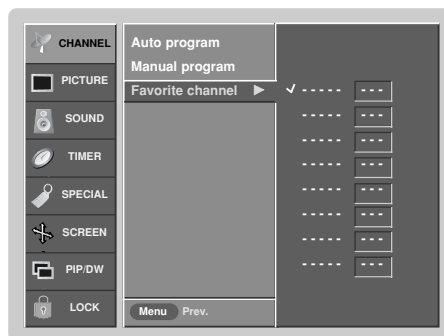 CHANNEL
PICTURE
SOUND
TIMER
SPECIAL
SCREEN
PIP/DW
LOCK
Auto program
Manual program
Favorite channel
----- ---
----- ---
----- ---
----- ---
----- ---
----- ---
----- ---
----- ---
Menu Prev.